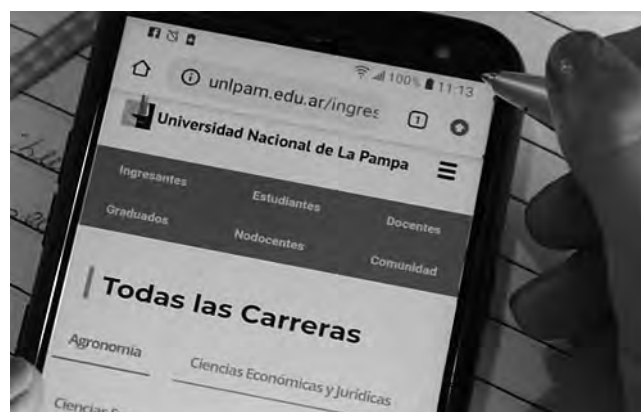 100% 11:13
unlpam.edu.ar/ingres 1
Universidad Nacional de La Pampa
Ingresantes Estudiantes Docentes
Graduados Nodocentes Comunidad
Todas las Carreras
Agronomía Ciencias Económicas y Jurídicas
Ciencias